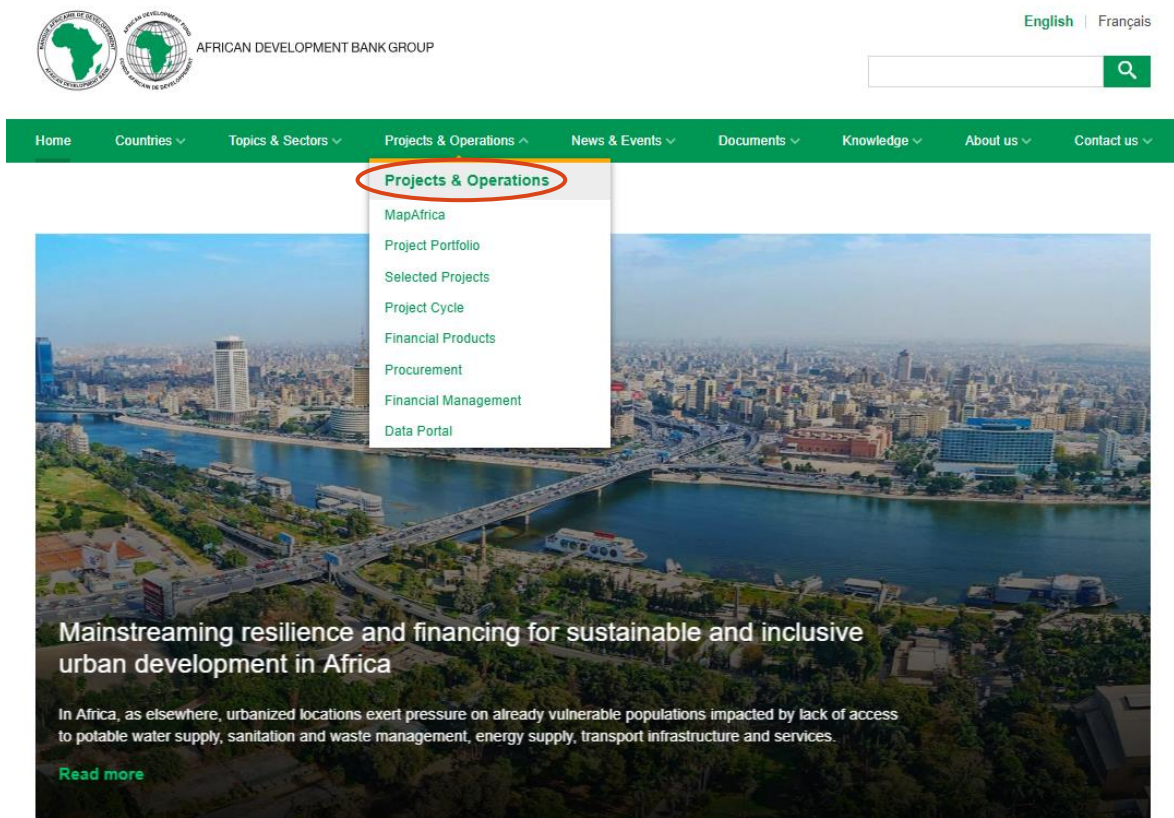 English | Français
AFRICAN DEVELOPMENT BANK GROUP
Home Countries Topics & Sectors Projects & Operations News & Events Documents Knowledge About us Contact us
Projects & Operations
MapAfrica
Project Portfolio
Selected Projects
Project Cycle
Financial Products
Procurement
Financial Management
Data Portal
Mainstreaming resilience and financing for sustainable and inclusive
urban development in Africa
In Africa, as elsewhere, urbanized locations exert pressure on already vulnerable populations impacted by lack of access
to potable water supply, sanitation and waste management, energy supply, transport infrastructure and services.
Read more